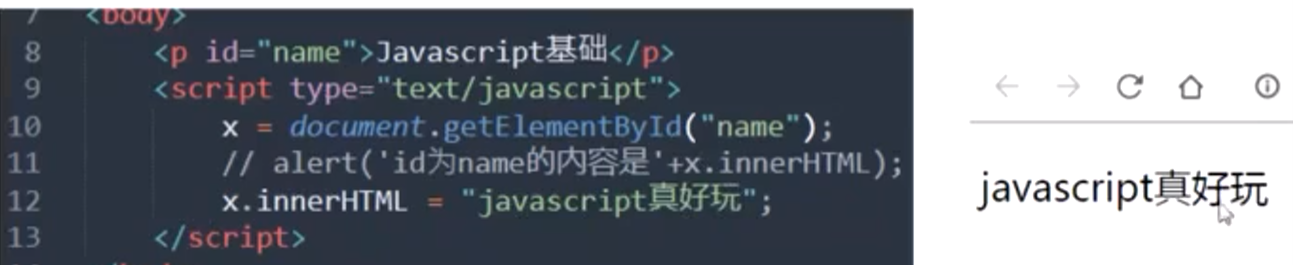 7 <body>
8 <p id="name">Javascript基础</p>
9 <script type="text/javascript">
10 x = document.getElementById("name");
11 // alert('id为name的内容是'+x.innerHTML);
12 x.innerHTML = "javascript真好玩";
13 </script>
javascript真好玩